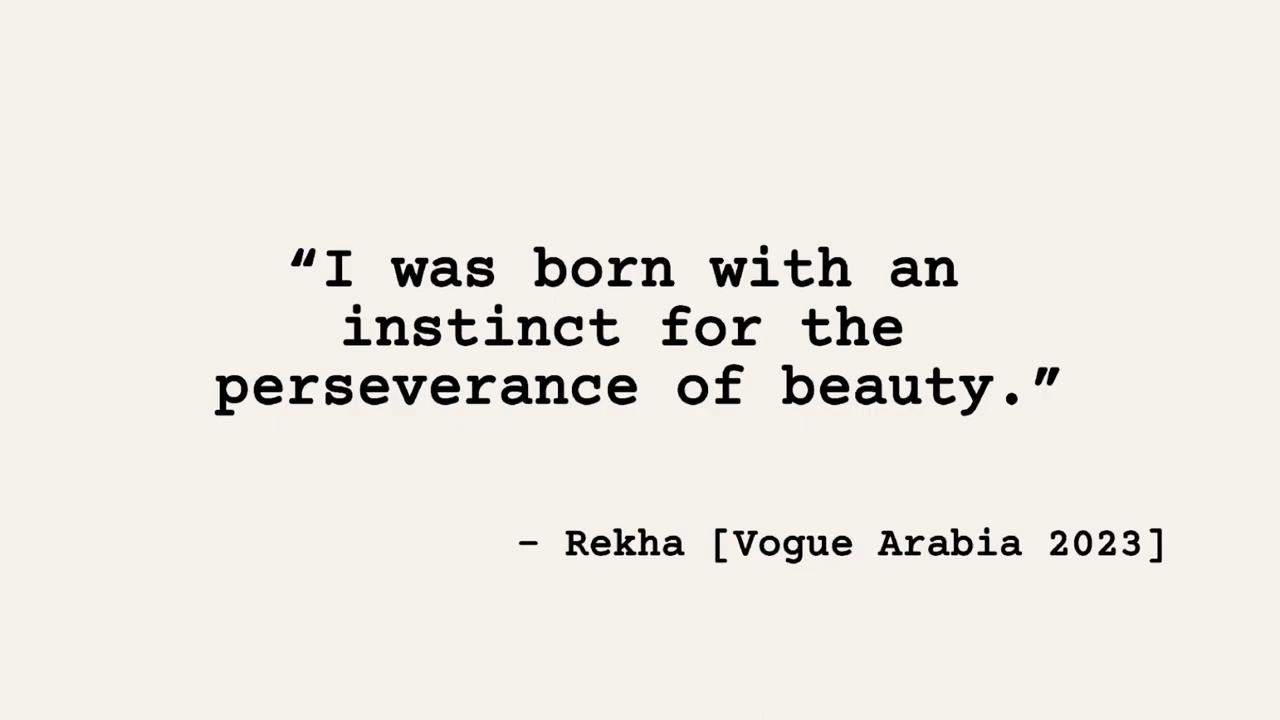 “I was born with an
instinct for the
perseverance of beauty.”
– Rekha [Vogue Arabia 2023]